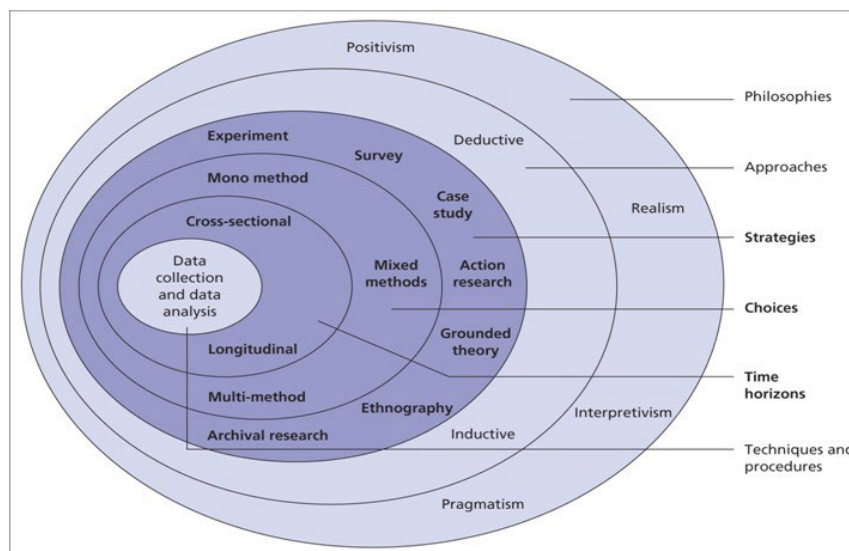 Positivism
Philosophies
Deductive
Experiment
Survey
Approaches
Mono method
Case
study
Realism
Cross-sectional
Strategies
Data
collection
and data
analysis
Mixed
methods
Action
research
Choices
Grounded
theory
Longitudinal
Time
horizons
Multi-method
Ethnography
Interpretivism
Archival research
Inductive
Techniques and
procedures
Pragmatism